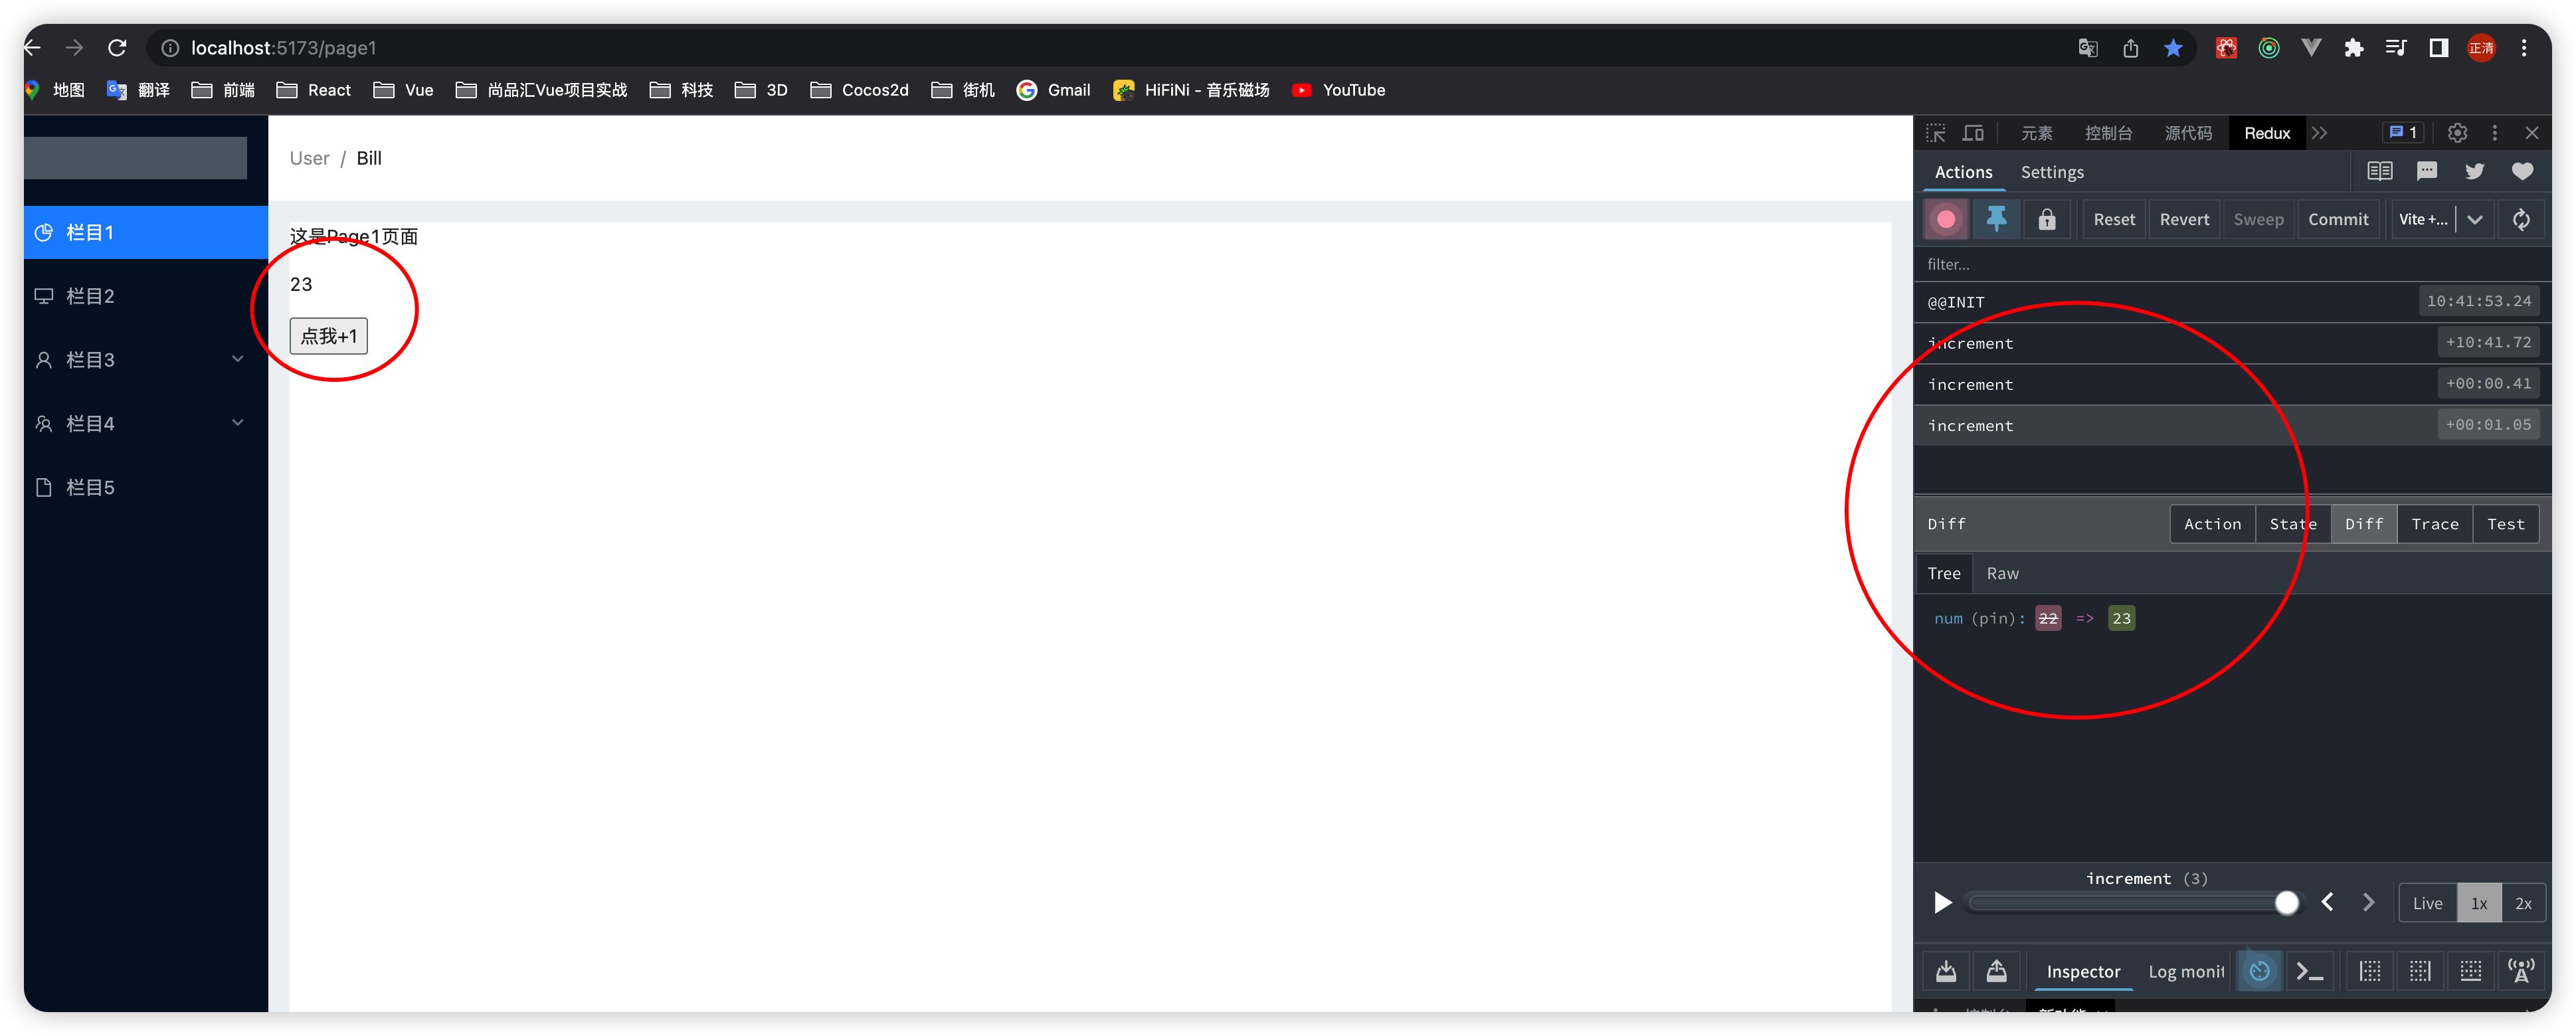 localhost:5173/page1
正清
地图 翻译 前端 React Vue 尚品汇Vue项目实战 科技 3D Cocos2d 街机 Gmail HiFiNi - 音乐磁场 YouTube
栏目1
栏目2
栏目3
栏目4
栏目5
User / Bill
这是Page1页面
23
点我+1
元素 控制台 源代码 Redux 1
Actions Settings
Reset Revert Sweep Commit Vite +...
filter...
@@INIT 10:41:53.24
increment +10:41.72
increment +00:00.41
increment +00:01.05
Diff Action State Diff Trace Test
Tree Raw
num (pin): 22 => 23
increment (3)
Live 1x 2x
Inspector Log monit